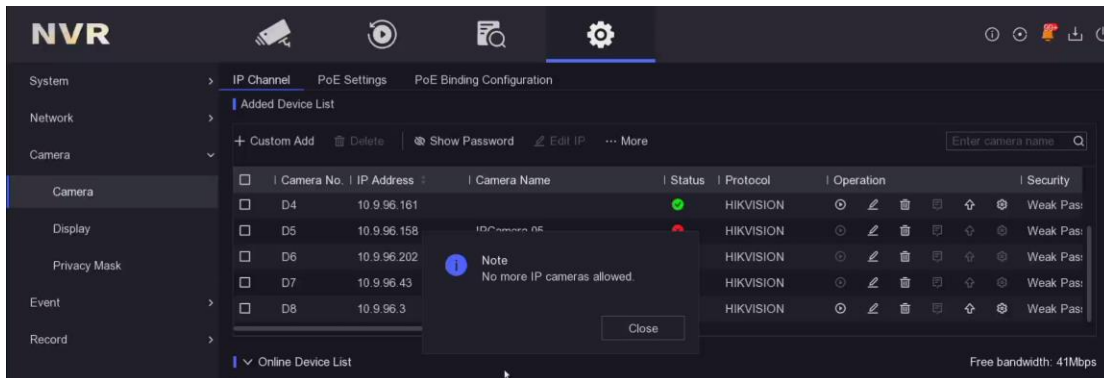 NVR
System
Network
Camera
Camera
Display
Privacy Mask
Event
Record
IP Channel PoE Settings PoE Binding Configuration
Added Device List
+ Custom Add Delete Show Password Edit IP ... More Enter camera name
Camera No. IP Address Camera Name Status Protocol Operation Security
D4 10.9.96.161 HIKVISION Weak Pas
D5 10.9.96.158 IPCamera 05 HIKVISION Weak Pas
D6 10.9.96.202 HIKVISION Weak Pas
D7 10.9.96.43 HIKVISION Weak Pas
D8 10.9.96.3 HIKVISION Weak Pas
Note
No more IP cameras allowed.
Close
Online Device List Free bandwidth: 41Mbps